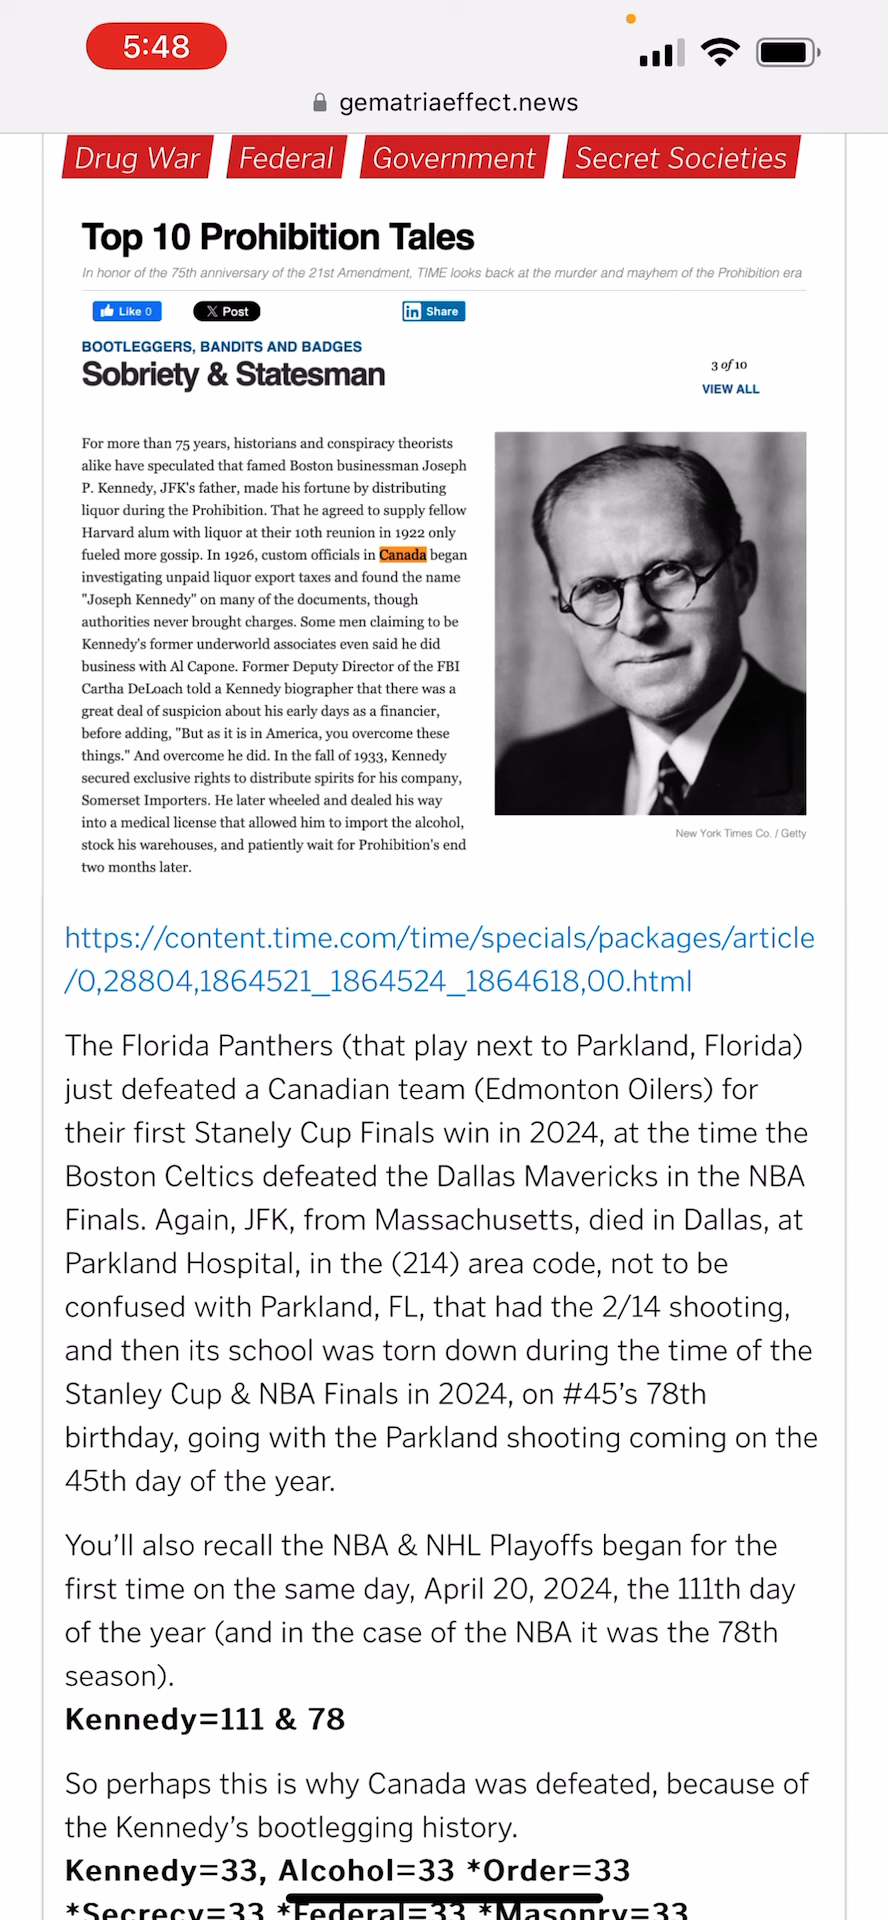 5:48
gematriaeffect.news
Drug War Federal Government Secret Societies
Top 10 Prohibition Tales
In honor of the 75th anniversary of the 21st Amendment, TIME looks back at the murder and mayhem of the Prohibition era
Like 0 X Post in Share
BOOTLEGGERS, BANDITS AND BADGES
Sobriety & Statesman
3 of 10
VIEW ALL
For more than 75 years, historians and conspiracy theorists
alike have speculated that famed Boston businessman Joseph
P. Kennedy, JFK's father, made his fortune by distributing
liquor during the Prohibition. That he agreed to supply fellow
Harvard alum with liquor at their 10th reunion in 1922 only
fueled more gossip. In 1926, custom officials in Canada began
investigating unpaid liquor export taxes and found the name
"Joseph Kennedy" on many of the documents, though
authorities never brought charges. Some men claiming to be
Kennedy's former underworld associates even said he did
business with Al Capone. Former Deputy Director of the FBI
Cartha DeLoach told a Kennedy biographer that there was a
great deal of suspicion about his early days as a financier,
before adding, "But as it is in America, you overcome these
things." And overcome he did. In the fall of 1933, Kennedy
secured exclusive rights to distribute spirits for his company,
Somerset Importers. He later wheeled and dealed his way
into a medical license that allowed him to import the alcohol,
stock his warehouses, and patiently wait for Prohibition's end
two months later.
New York Times Co. / Getty
https://content.time.com/time/specials/packages/article
/0,28804,1864521_1864524_1864618,00.html
The Florida Panthers (that play next to Parkland, Florida)
just defeated a Canadian team (Edmonton Oilers) for
their first Stanely Cup Finals win in 2024, at the time the
Boston Celtics defeated the Dallas Mavericks in the NBA
Finals. Again, JFK, from Massachusetts, died in Dallas, at
Parkland Hospital, in the (214) area code, not to be
confused with Parkland, FL, that had the 2/14 shooting,
and then its school was torn down during the time of the
Stanley Cup & NBA Finals in 2024, on #45’s 78th
birthday, going with the Parkland shooting coming on the
45th day of the year.
You’ll also recall the NBA & NHL Playoffs began for the
first time on the same day, April 20, 2024, the 111th day
of the year (and in the case of the NBA it was the 78th
season).
Kennedy=111 & 78
So perhaps this is why Canada was defeated, because of
the Kennedy’s bootlegging history.
Kennedy=33, Alcohol=33 *Order=33
*Secrecy=33 *Federal=33 *Masonry=33